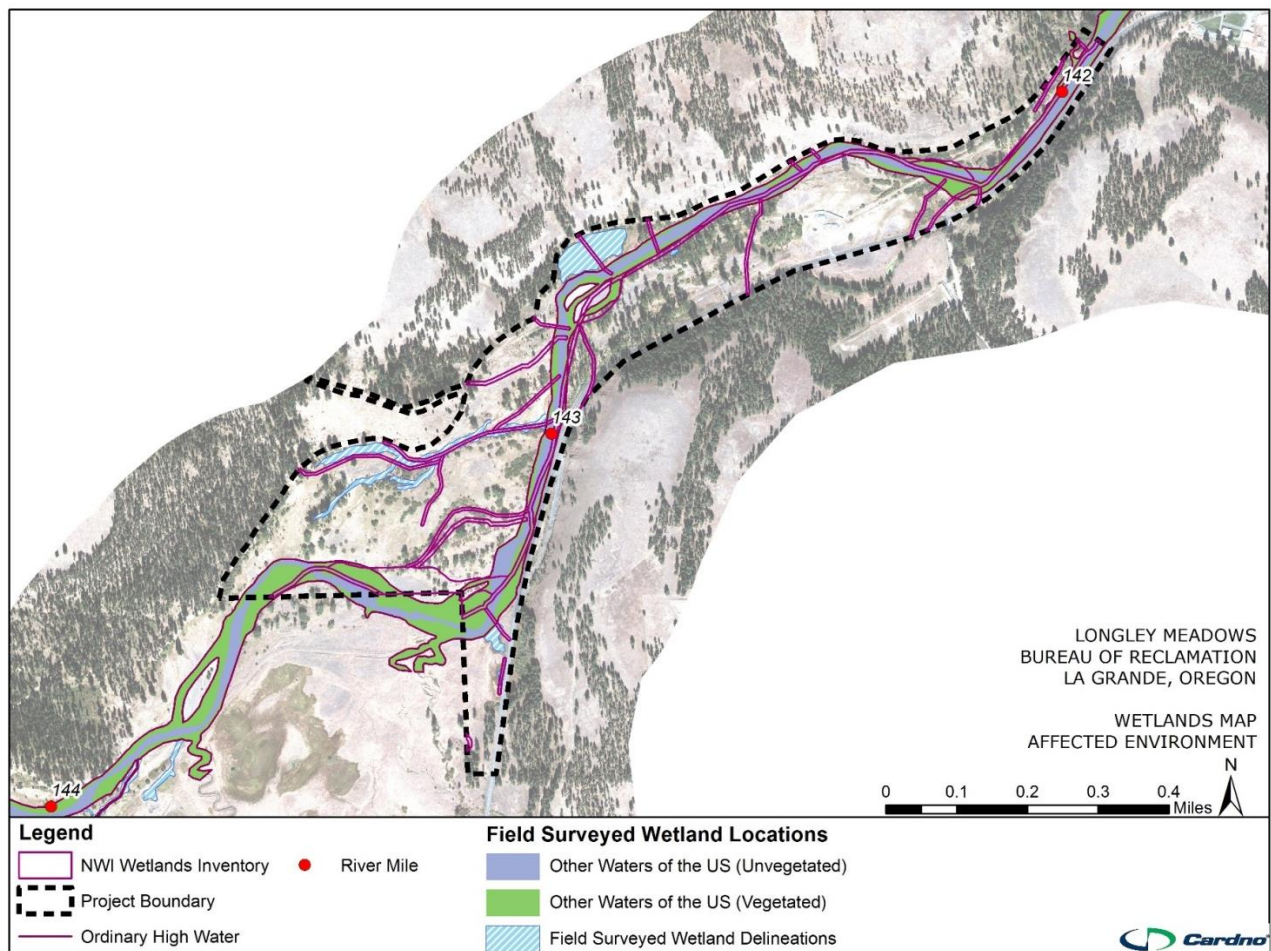 142
143
144
LONGLEY MEADOWS
BUREAU OF RECLAMATION
LA GRANDE, OREGON
WETLANDS MAP
AFFECTED ENVIRONMENT
N
0 0.1 0.2 0.3 0.4
Miles
Legend
NWI Wetlands Inventory
River Mile
Project Boundary
Ordinary High Water
Field Surveyed Wetland Locations
Other Waters of the US (Unvegetated)
Other Waters of the US (Vegetated)
Field Surveyed Wetland Delineations
Cardno